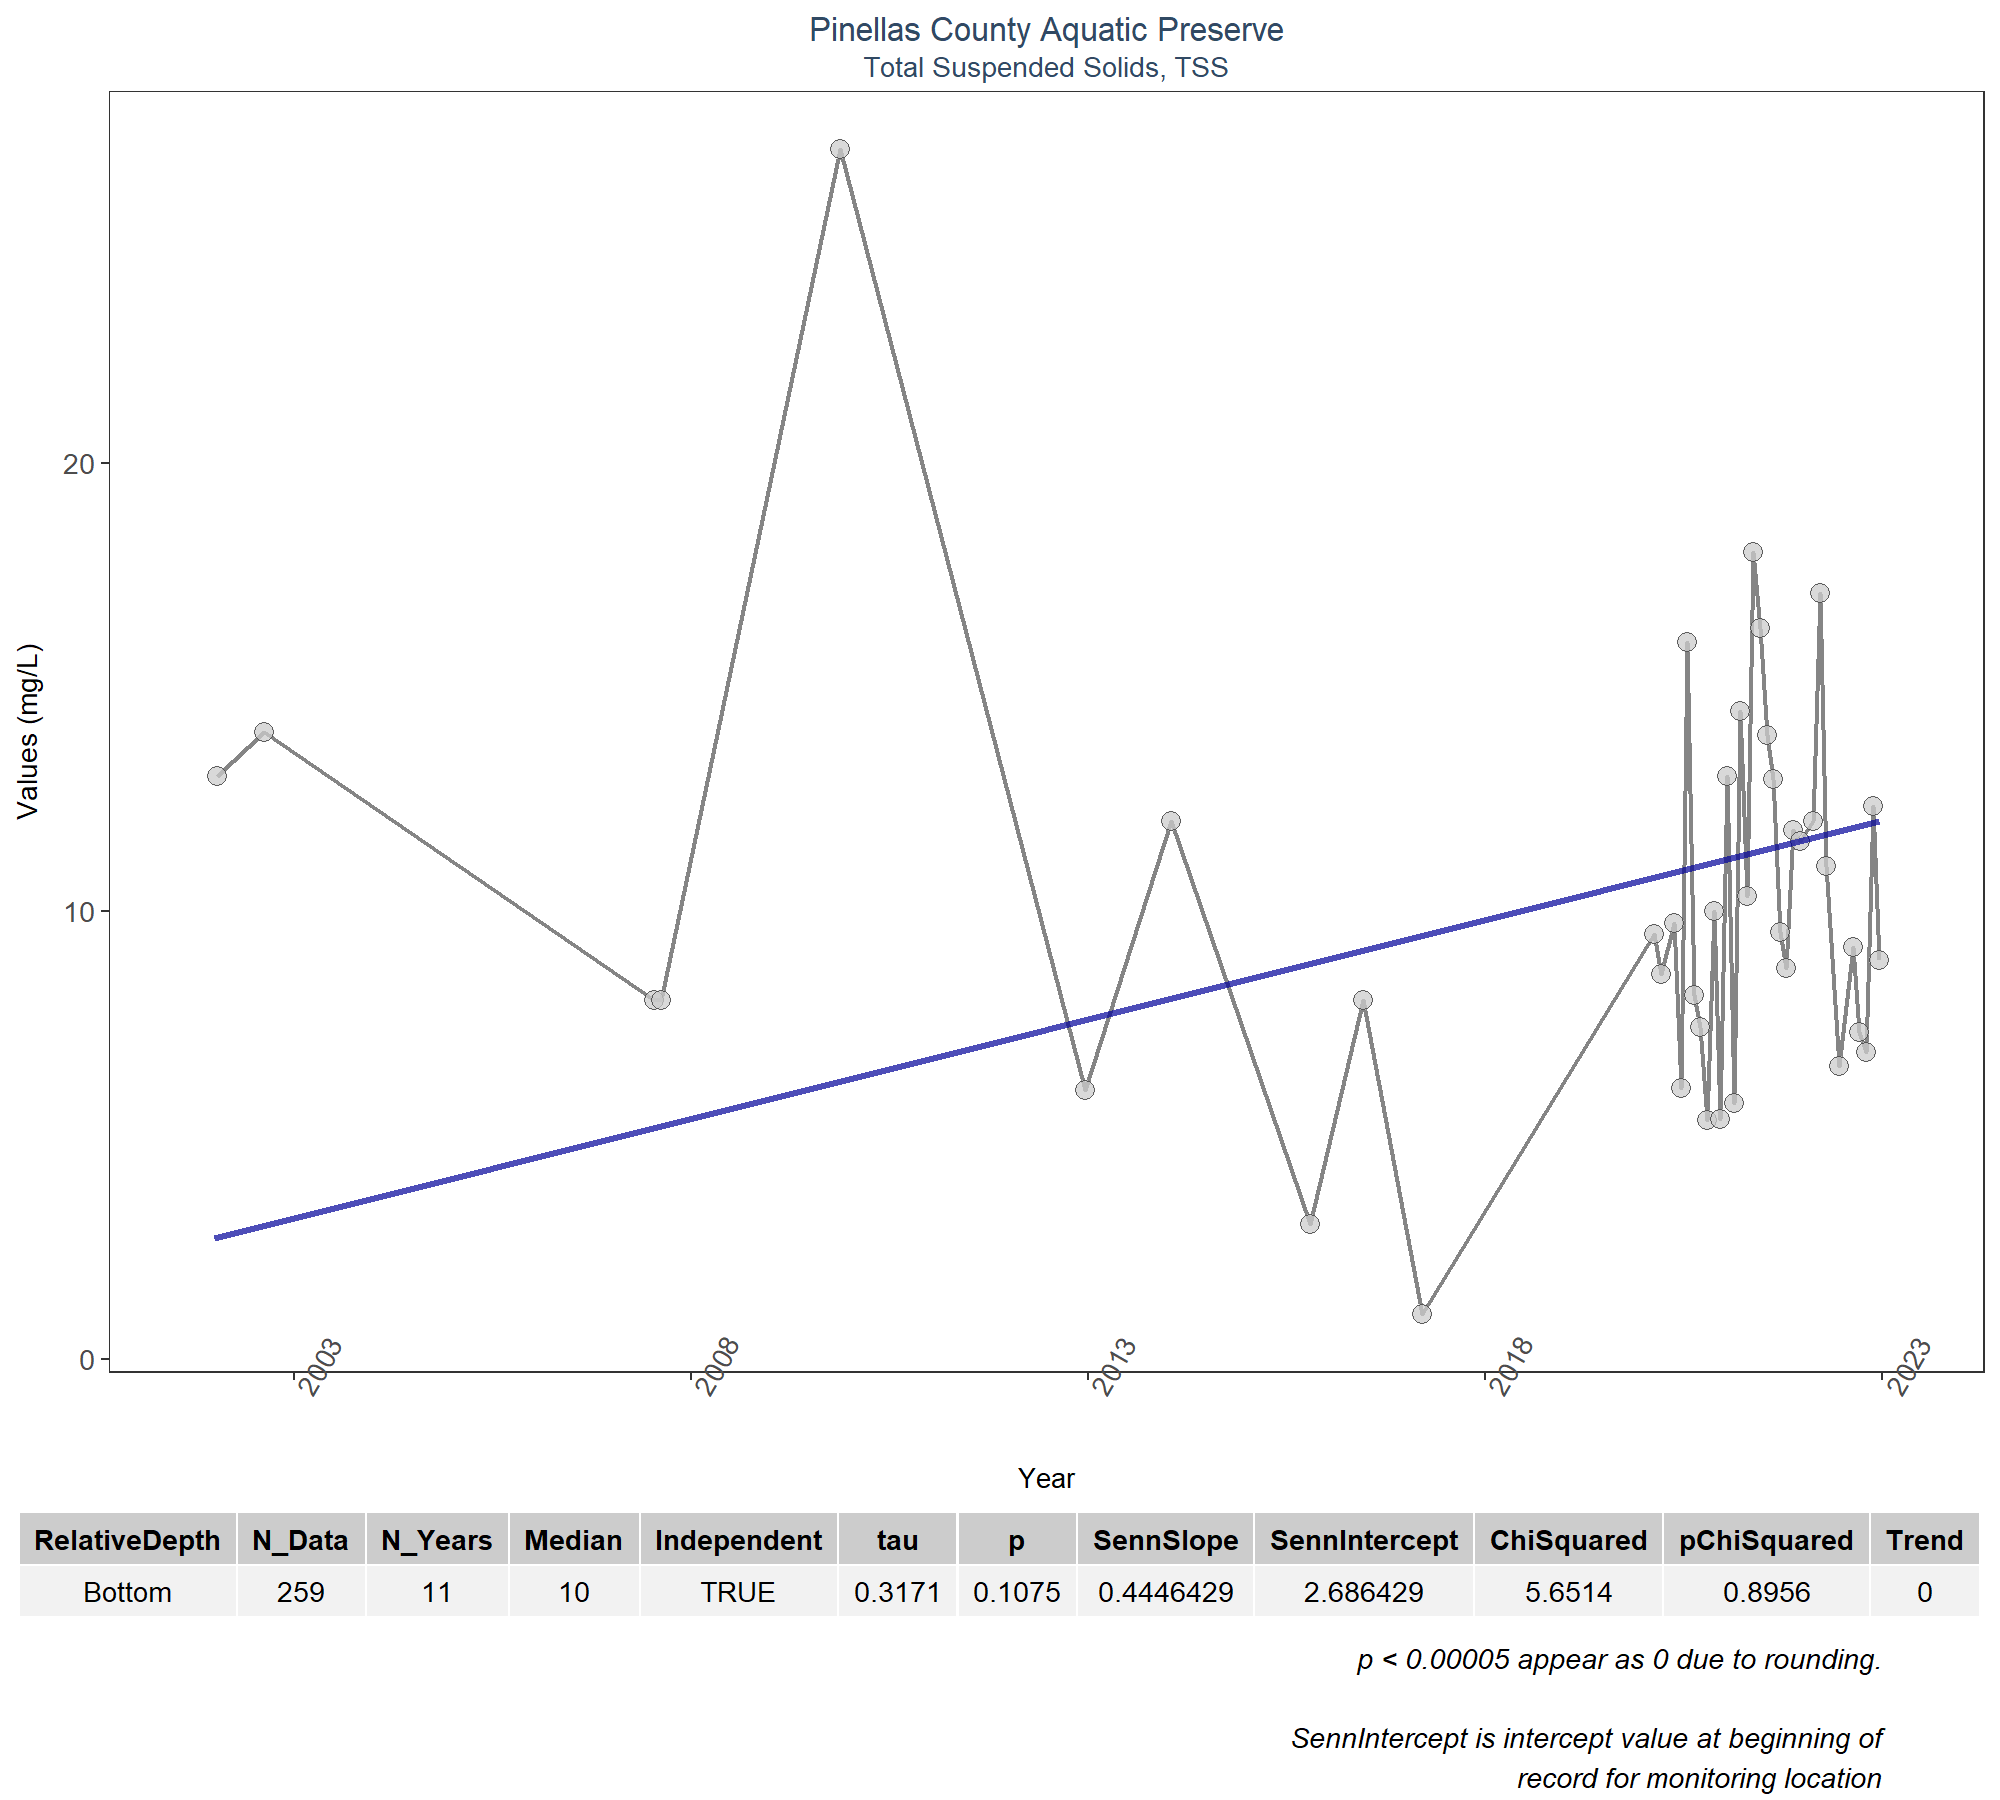 Pinellas County Aquatic Preserve
Total Suspended Solids, TSS
Values (mg/L)
20
10
0
2003
2008
2013
2018
2023
Year
RelativeDepth N_Data N_Years Median Independent tau p SennSlope SennIntercept ChiSquared pChiSquared Trend
Bottom 259 11 10 TRUE 0.3171 0.1075 0.4446429 2.686429 5.6514 0.8956 0
p < 0.00005 appear as 0 due to rounding.
SennIntercept is intercept value at beginning of
record for monitoring location